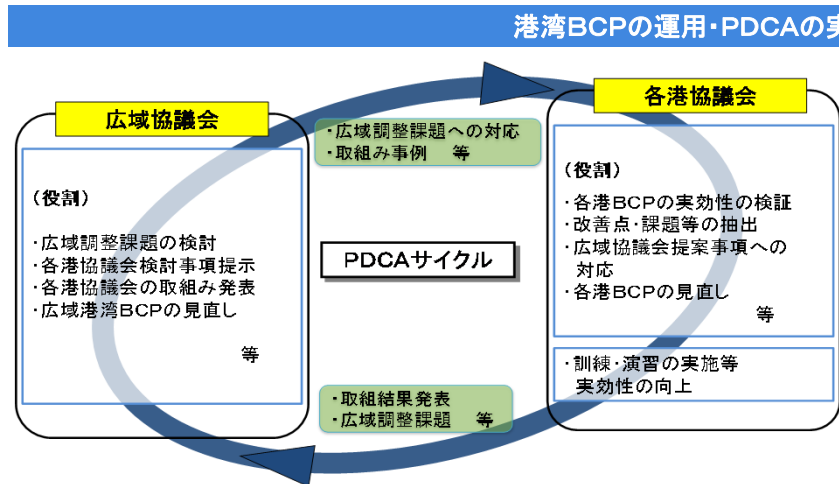 港湾BCPの運用・PDCAの実
広域協議会
(役割)
・広域調整課題の検討
・各港協議会検討事項提示
・各港協議会の取組み発表
・広域港湾BCPの見直し
等
・広域調整課題への対応
・取組み事例　等
PDCAサイクル
・取組結果発表
・広域調整課題　等
各港協議会
(役割)
・各港BCPの実効性の検証
・改善点・課題等の抽出
・広域協議会提案事項への
対応
・各港BCPの見直し
等
・訓練・演習の実施等
実効性の向上